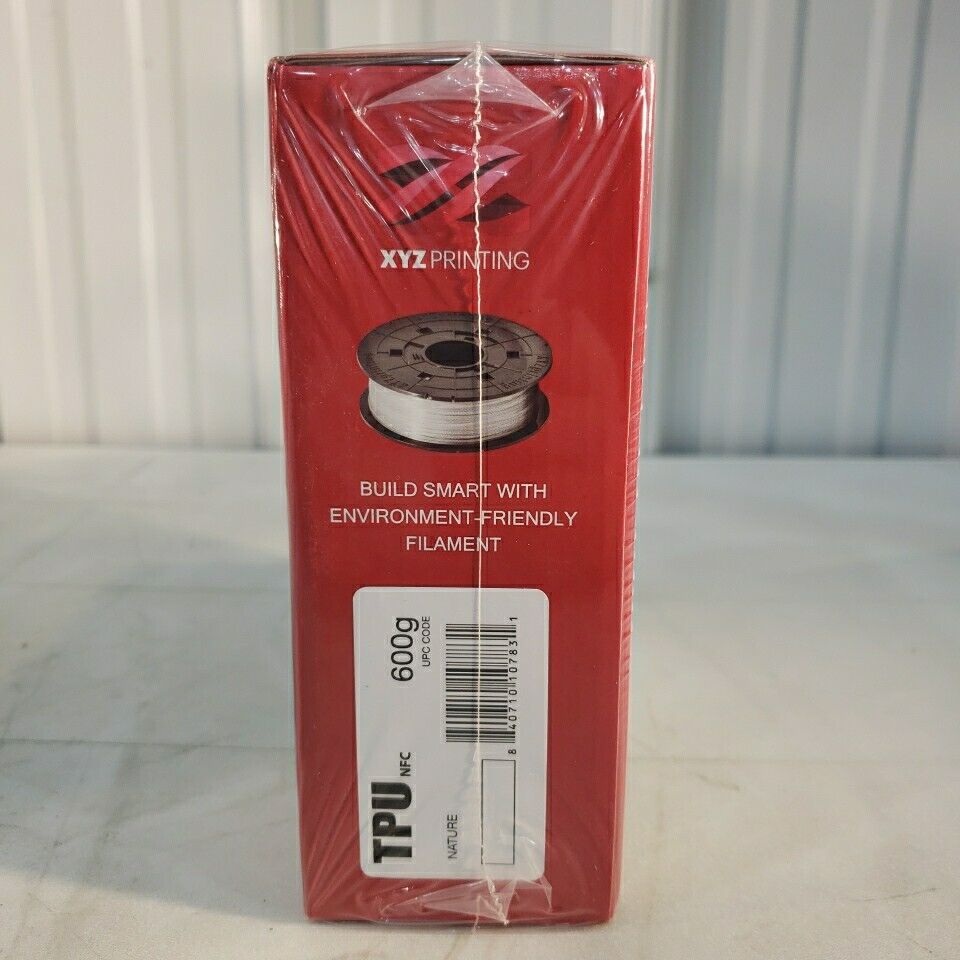 XYZPRINTING
BUILD SMART WITH
ENVIRONMENT-FRIENDLY
FILAMENT
TPU NFC
600g
UPC CODE
NATURE
8 40710 10783 1